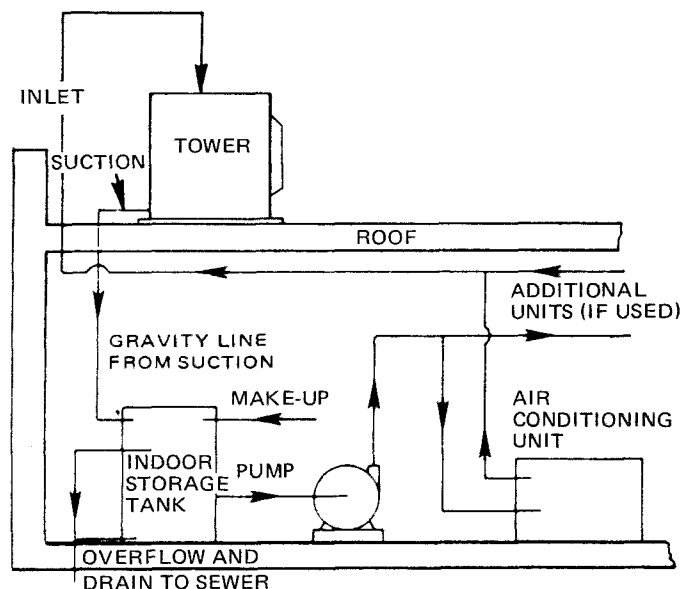 INLET
TOWER
SUCTION
ROOF
ADDITIONAL
UNITS (IF USED)
GRAVITY LINE
FROM SUCTION
MAKE-UP
AIR
CONDITIONING
UNIT
INDOOR
STORAGE
TANK
PUMP
OVERFLOW AND
DRAIN TO SEWER